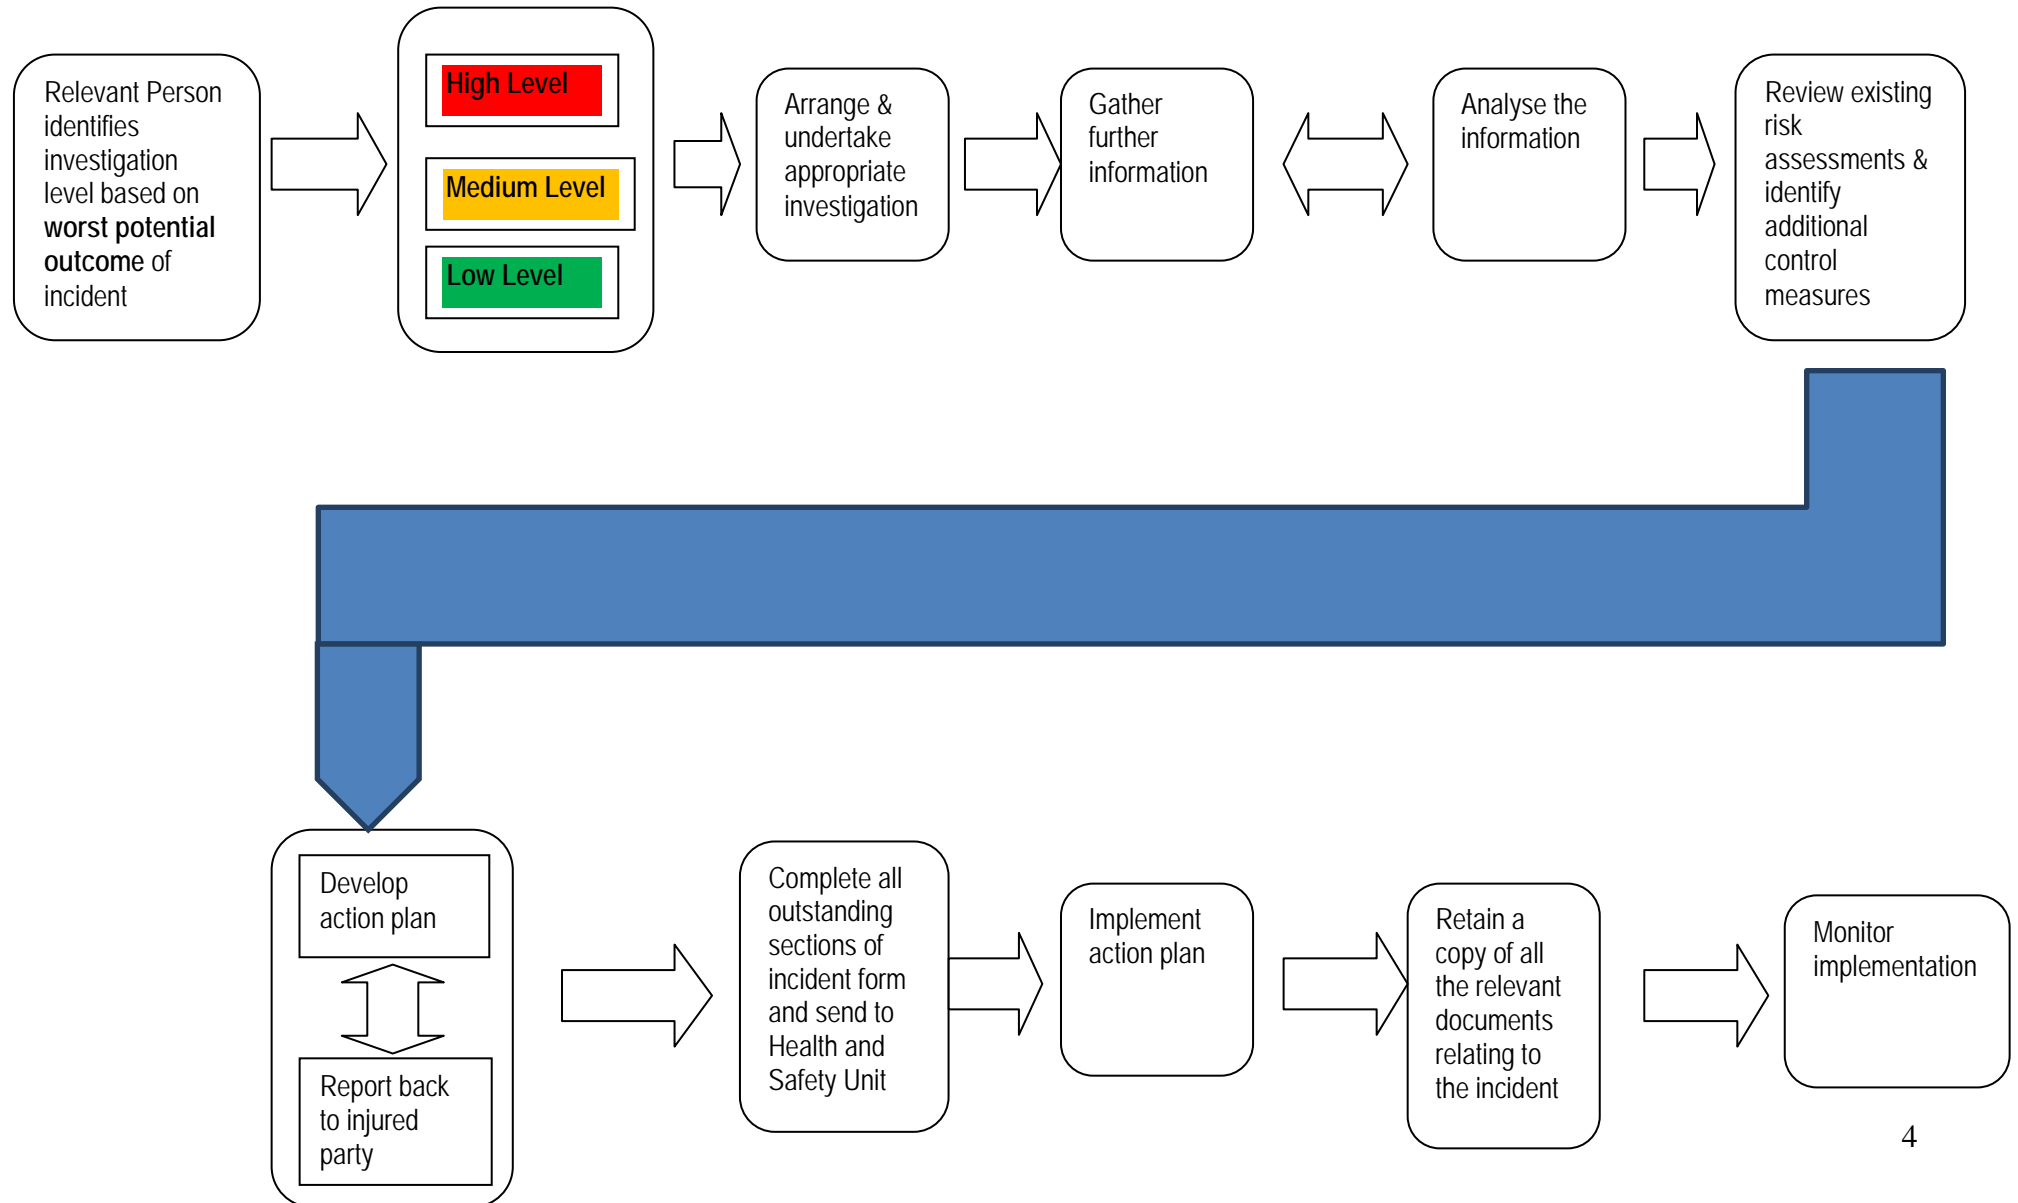 Relevant Person
identifies
investigation
level based on
worst potential
outcome of
incident
High Level
Medium Level
Low Level
Arrange &
undertake
appropriate
investigation
Gather
further
information
Analyse the
information
Review existing
risk
assessments &
identify
additional
control
measures
Develop
action plan
Report back
to injured
party
Complete all
outstanding
sections of
incident form
and send to
Health and
Safety Unit
Implement
action plan
Retain a
copy of all
the relevant
documents
relating to
the incident
Monitor
implementation
4